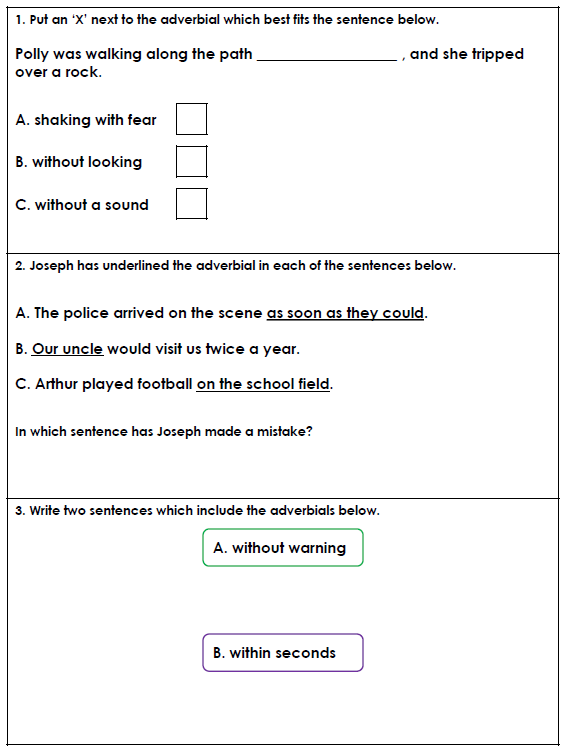 1. Put an ‘X’ next to the adverbial which best fits the sentence below.
Polly was walking along the path _________________ , and she tripped
over a rock.
A. shaking with fear
B. without looking
C. without a sound
2. Joseph has underlined the adverbial in each of the sentences below.
A. The police arrived on the scene as soon as they could.
B. Our uncle would visit us twice a year.
C. Arthur played football on the school field.
In which sentence has Joseph made a mistake?
3. Write two sentences which include the adverbials below.
A. without warning
B. within seconds